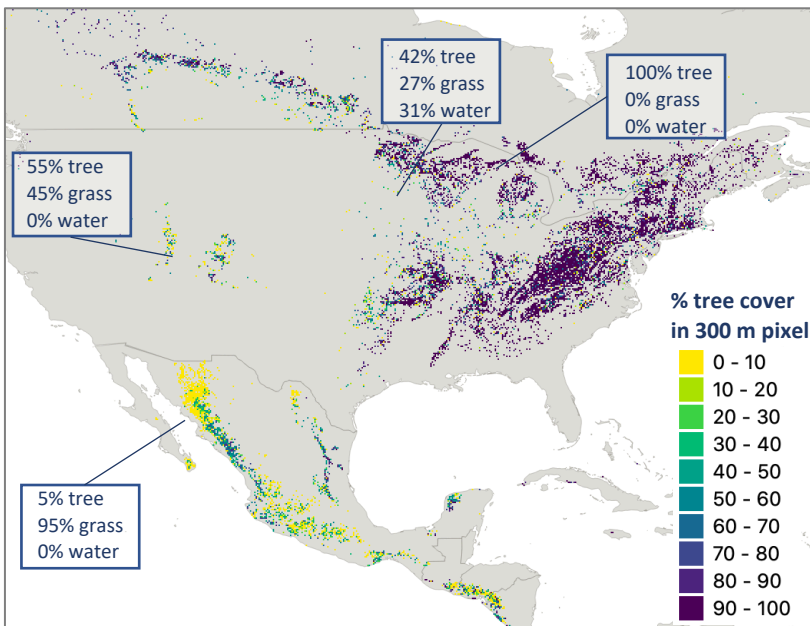 42% tree
27% grass
31% water
100% tree
0% grass
0% water
55% tree
45% grass
0% water
5% tree
95% grass
0% water
% tree cover
in 300 m pixel
0 - 10
10 - 20
20 - 30
30 - 40
40 - 50
50 - 60
60 - 70
70 - 80
80 - 90
90 - 100